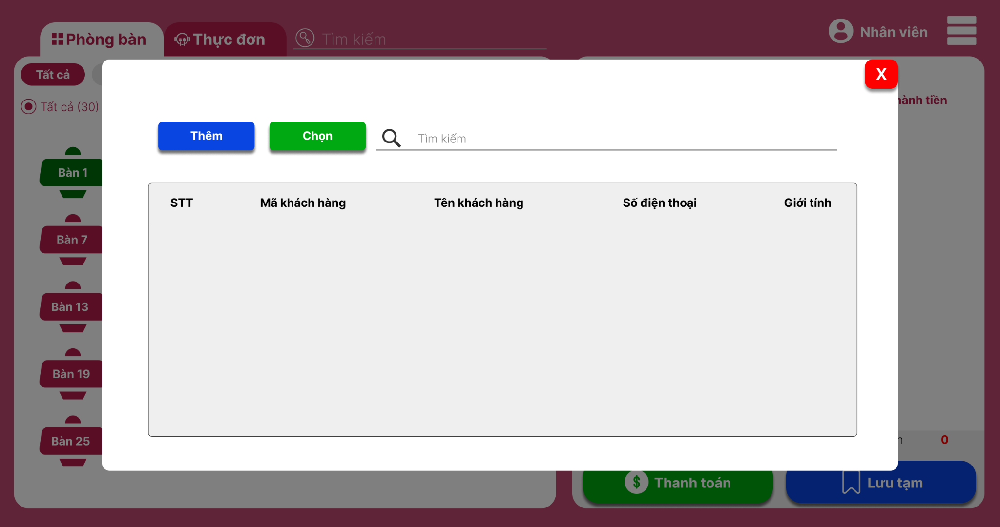 Phòng bàn
Thực đơn
Tìm kiếm
Nhân viên
Tất cả
X
Tất cả (30)
tiền
Thêm
Chọn
Tìm kiếm
Bàn 1
STT
Mã khách hàng
Tên khách hàng
Số điện thoại
Giới tính
Bàn 7
Bàn 13
Bàn 19
Bàn 25
0
Thanh toán
Lưu tạm